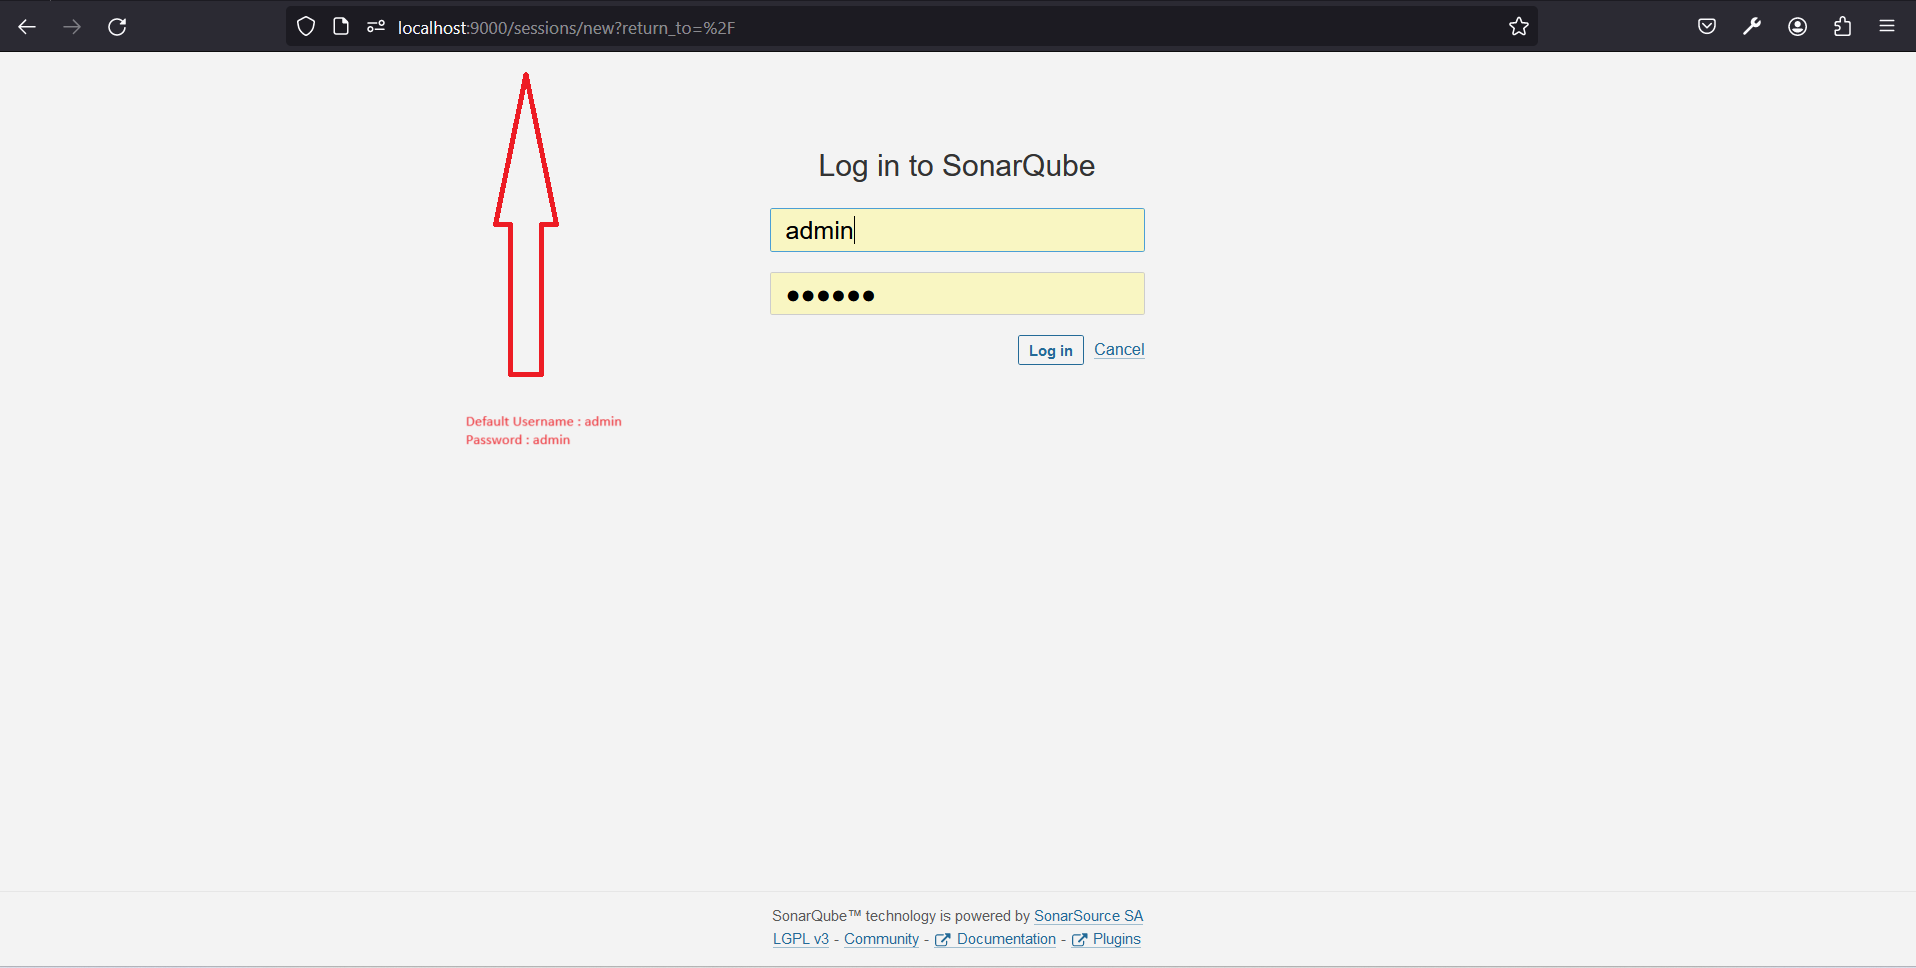 localhost:9000/sessions/new?return_to=%2F
Log in to SonarQube
admin
●●●●●●
Log in Cancel
Default Username : admin
Password : admin
SonarQube™ technology is powered by SonarSource SA
LGPL v3 - Community - Documentation - Plugins